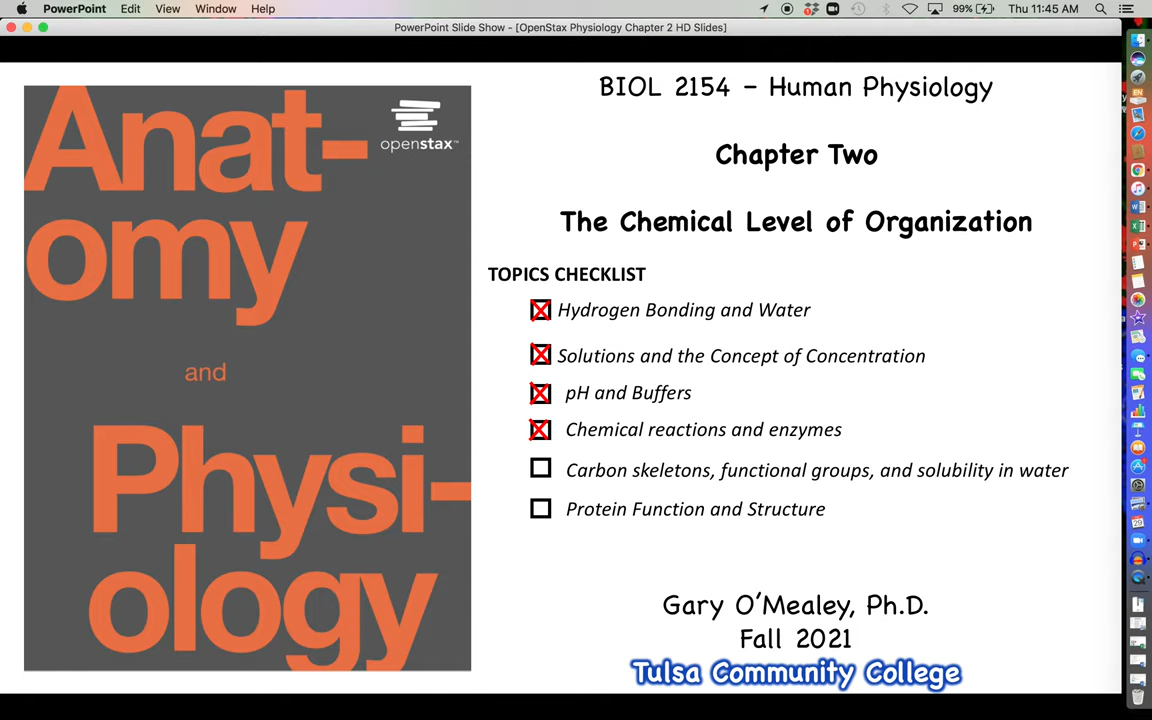 PowerPoint Edit View Window Help 99% Thu 11:45 AM
PowerPoint Slide Show - [OpenStax Physiology Chapter 2 HD Slides]
Anat-
omy
and
Physi-
ology
openstax™
BIOL 2154 – Human Physiology
Chapter Two
The Chemical Level of Organization
TOPICS CHECKLIST
Hydrogen Bonding and Water
Solutions and the Concept of Concentration
pH and Buffers
Chemical reactions and enzymes
Carbon skeletons, functional groups, and solubility in water
Protein Function and Structure
Gary O’Mealey, Ph.D.
Fall 2021
Tulsa Community College